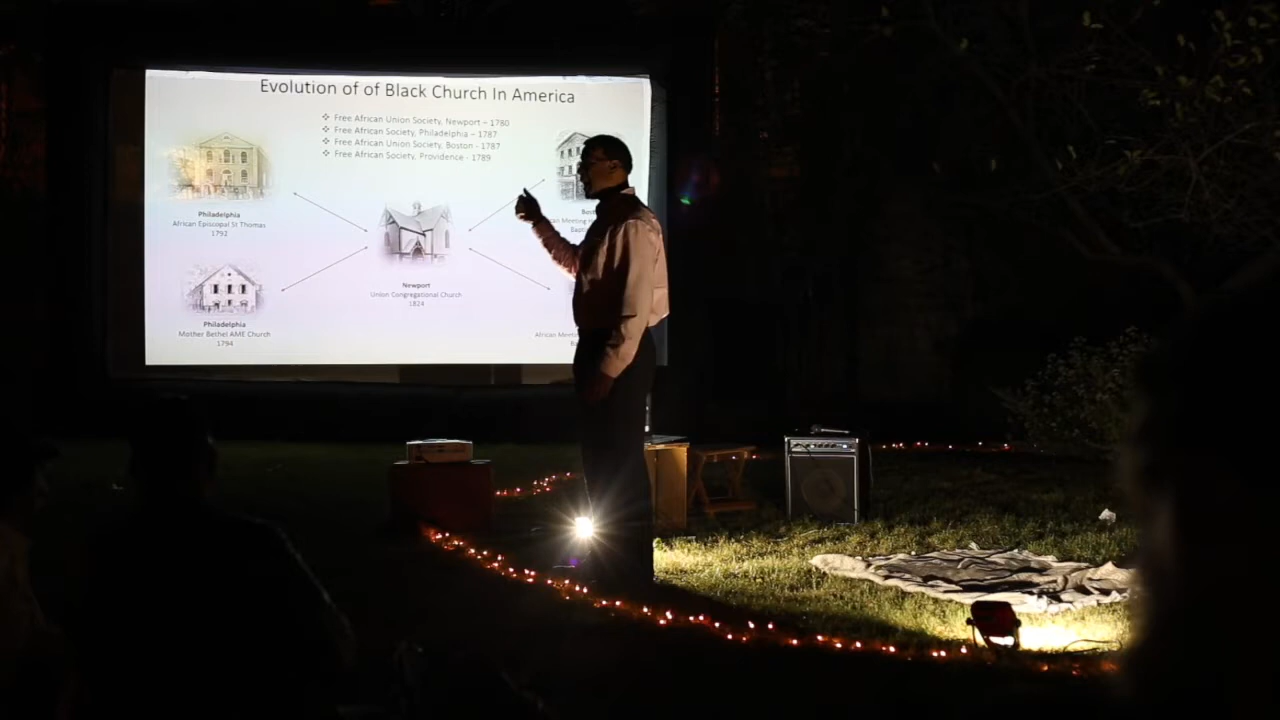 Evolution of of Black Church In America
❖ Free African Union Society, Newport – 1780
❖ Free African Society, Philadelphia – 1787
❖ Free African Union Society, Boston - 1787
❖ Free African Society, Providence - 1789
Philadelphia
African Episcopal St Thomas
1792
Newport
Union Congregational Church
1824
Philadelphia
Mother Bethel AME Church
1794
Meeting
African